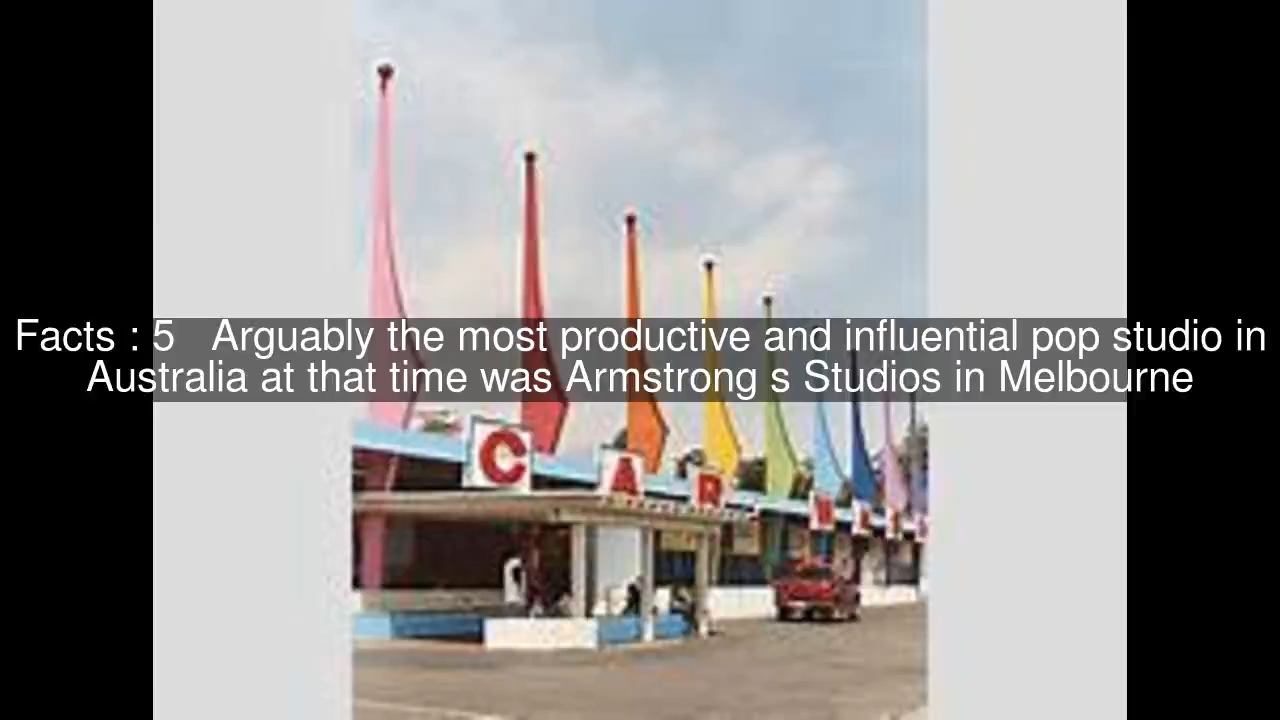 Facts : 5   Arguably the most productive and influential pop studio in
Australia at that time was Armstrong s Studios in Melbourne
C A R